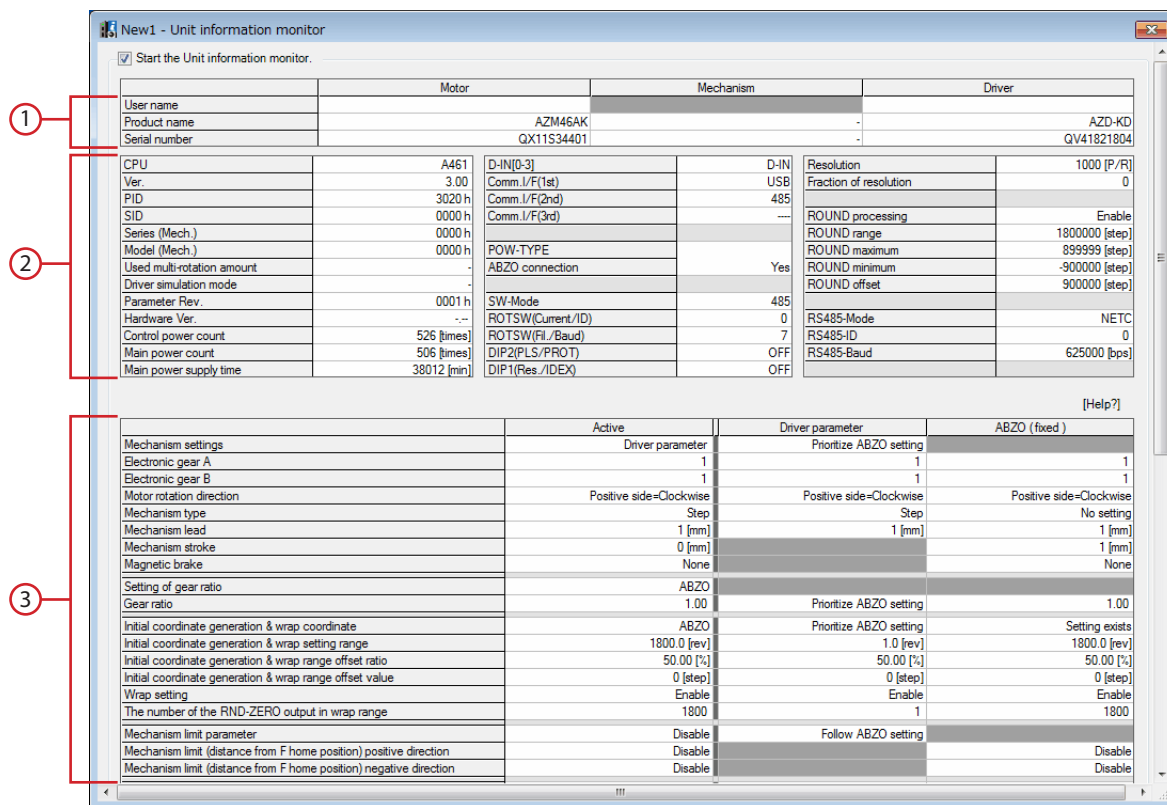 New1 - Unit information monitor
Start the Unit information monitor.
Motor Mechanism Driver
User name
Product name AZM46AK - AZD-KD
Serial number QX11S34401 - QV41821804
1
CPU A461 D-IN[0-3] D-IN Resolution 1000 [P/R]
Ver. 3.00 Comm.I/F(1st) USB Fraction of resolution 0
PID 3020 h Comm.I/F(2nd) 485
SID 0000 h Comm.I/F(3rd) ---- ROUND processing Enable
Series (Mech.) 0000 h ROUND range 1800000 [step]
Model (Mech.) 0000 h POW-TYPE ROUND maximum 899999 [step]
Used multi-rotation amount - ABZO connection Yes ROUND minimum -900000 [step]
Driver simulation mode - ROUND offset 900000 [step]
Parameter Rev. 0001 h SW-Mode 485
Hardware Ver. -.-- ROTSW(Current/ID) 0 RS485-Mode NETC
Control power count 526 [times] ROTSW(Fil./Baud) 7 RS485-ID 0
Main power count 506 [times] DIP2(PLS/PROT) OFF RS485-Baud 625000 [bps]
Main power supply time 38012 [min] DIP1(Res./IDEX) OFF
2
[Help?]
Active Driver parameter ABZO ( fixed )
Mechanism settings Driver parameter Prioritize ABZO setting
Electronic gear A 1 1 1
Electronic gear B 1 1 1
Motor rotation direction Positive side=Clockwise Positive side=Clockwise Positive side=Clockwise
Mechanism type Step Step No setting
Mechanism lead 1 [mm] 1 [mm] 1 [mm]
Mechanism stroke 0 [mm] 1 [mm]
Magnetic brake None None
Setting of gear ratio ABZO
Gear ratio 1.00 Prioritize ABZO setting 1.00
Initial coordinate generation & wrap coordinate ABZO Prioritize ABZO setting Setting exists
Initial coordinate generation & wrap setting range 1800.0 [rev] 1.0 [rev] 1800.0 [rev]
Initial coordinate generation & wrap range offset ratio 50.00 [%] 50.00 [%] 50.00 [%]
Initial coordinate generation & wrap range offset value 0 [step] 0 [step] 0 [step]
Wrap setting Enable Enable Enable
The number of the RND-ZERO output in wrap range 1800 1 1800
Mechanism limit parameter Disable Follow ABZO setting
Mechanism limit (distance from F home position) positive direction Disable Disable
Mechanism limit (distance from F home position) negative direction Disable Disable
3